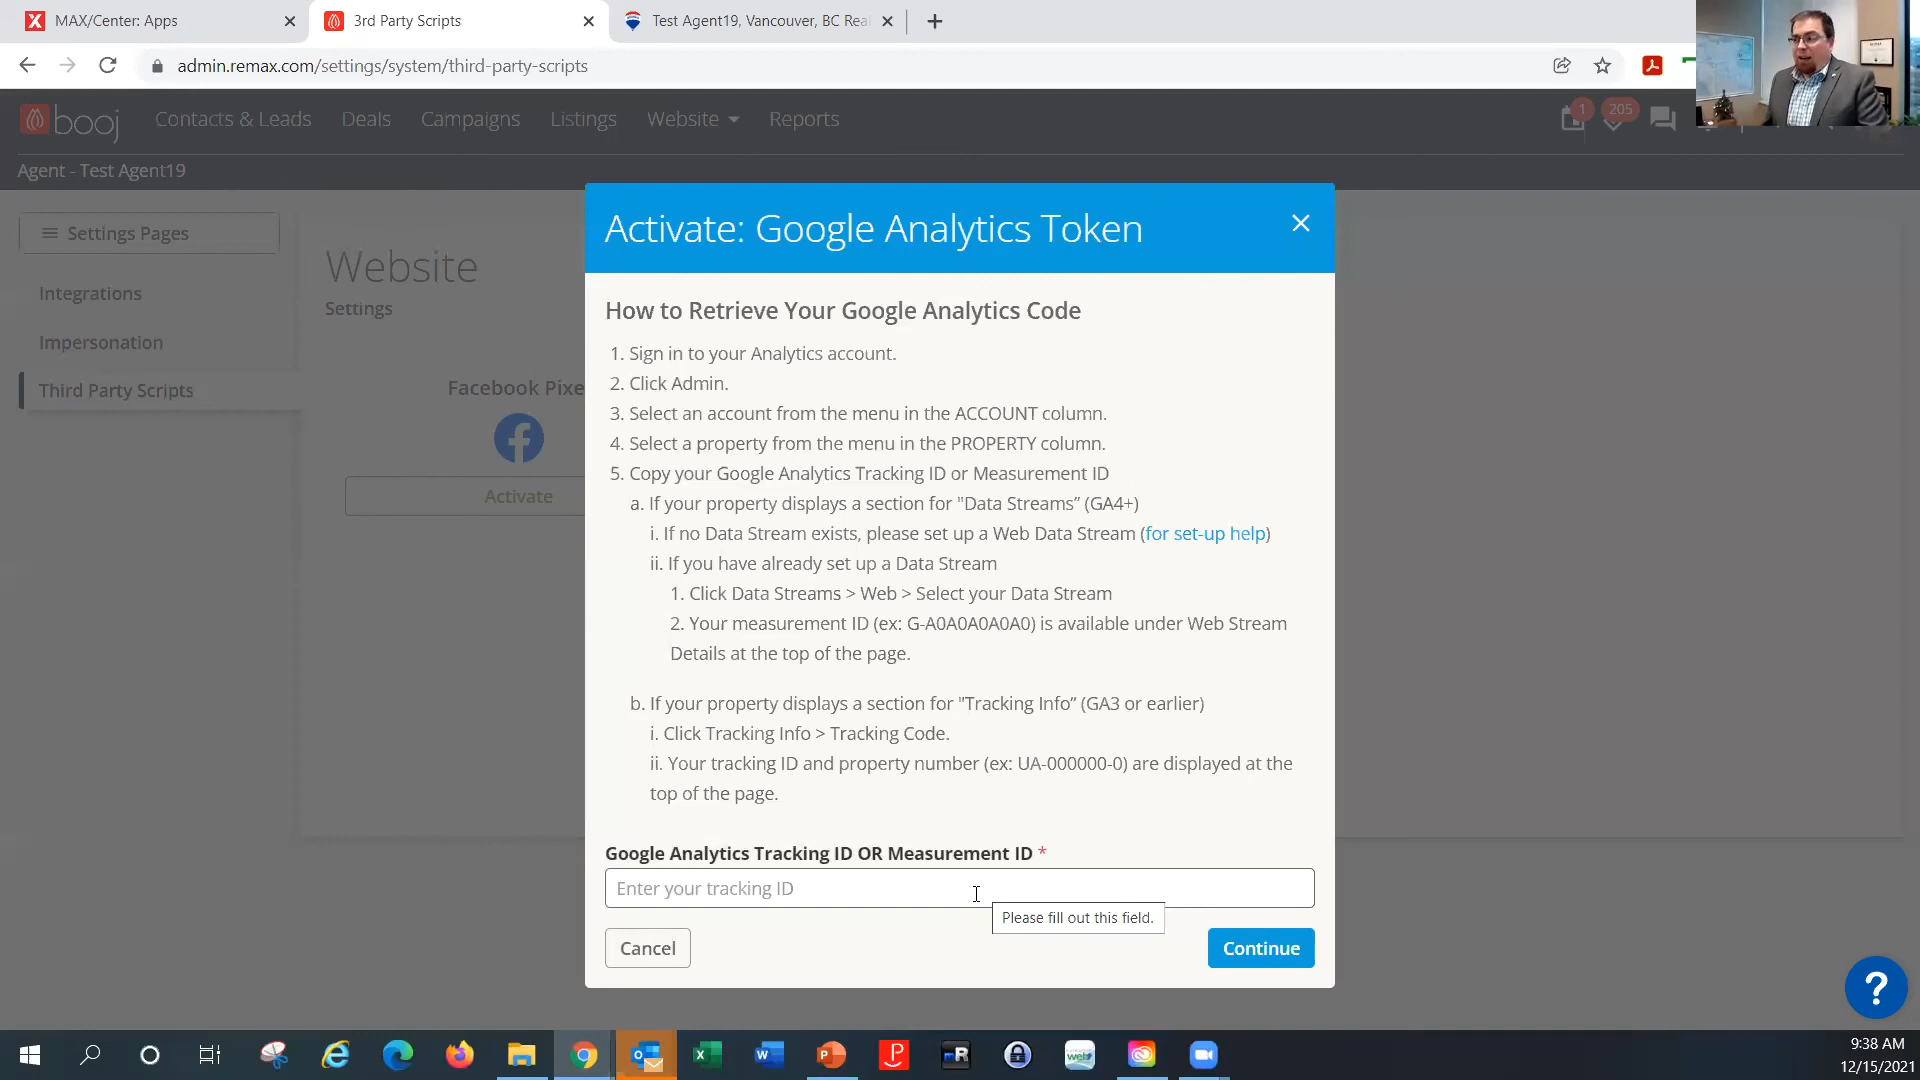 MAX/Center: Apps
3rd Party Scripts
Test Agent19, Vancouver, BC Rea
admin.remax.com/settings/system/third-party-scripts
booj
Contacts & Leads
Deals
Campaigns
Listings
Website
Reports
1
205
Agent - Test Agent19
Settings Pages
Integrations
Impersonation
Third Party Scripts
Website
Settings
Facebook Pixe
Activate
Activate: Google Analytics Token
How to Retrieve Your Google Analytics Code
1. Sign in to your Analytics account.
2. Click Admin.
3. Select an account from the menu in the ACCOUNT column.
4. Select a property from the menu in the PROPERTY column.
5. Copy your Google Analytics Tracking ID or Measurement ID
a. If your property displays a section for "Data Streams” (GA4+)
i. If no Data Stream exists, please set up a Web Data Stream (for set-up help)
ii. If you have already set up a Data Stream
1. Click Data Streams > Web > Select your Data Stream
2. Your measurement ID (ex: G-A0A0A0A0A0) is available under Web Stream
Details at the top of the page.
b. If your property displays a section for "Tracking Info” (GA3 or earlier)
i. Click Tracking Info > Tracking Code.
ii. Your tracking ID and property number (ex: UA-000000-0) are displayed at the
top of the page.
Google Analytics Tracking ID OR Measurement ID *
Enter your tracking ID
Please fill out this field.
Cancel
Continue
?
9:38 AM
12/15/2021